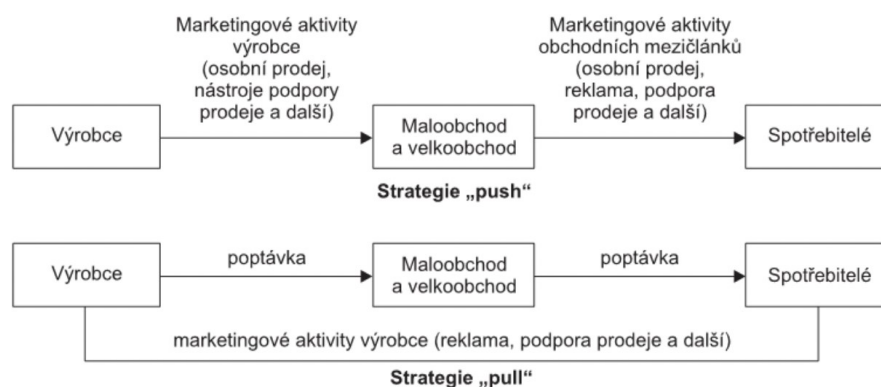 Marketingové aktivity
výrobce
(osobní prodej,
nástroje podpory
prodeje a další)
Marketingové aktivity
obchodních mezičlánků
(osobní prodej,
reklama, podpora
prodeje a další)
Výrobce
Maloobchod
a velkoobchod
Spotřebitelé
Strategie „push“
Výrobce
poptávka
Maloobchod
a velkoobchod
poptávka
Spotřebitelé
marketingové aktivity výrobce (reklama, podpora prodeje a další)
Strategie „pull“